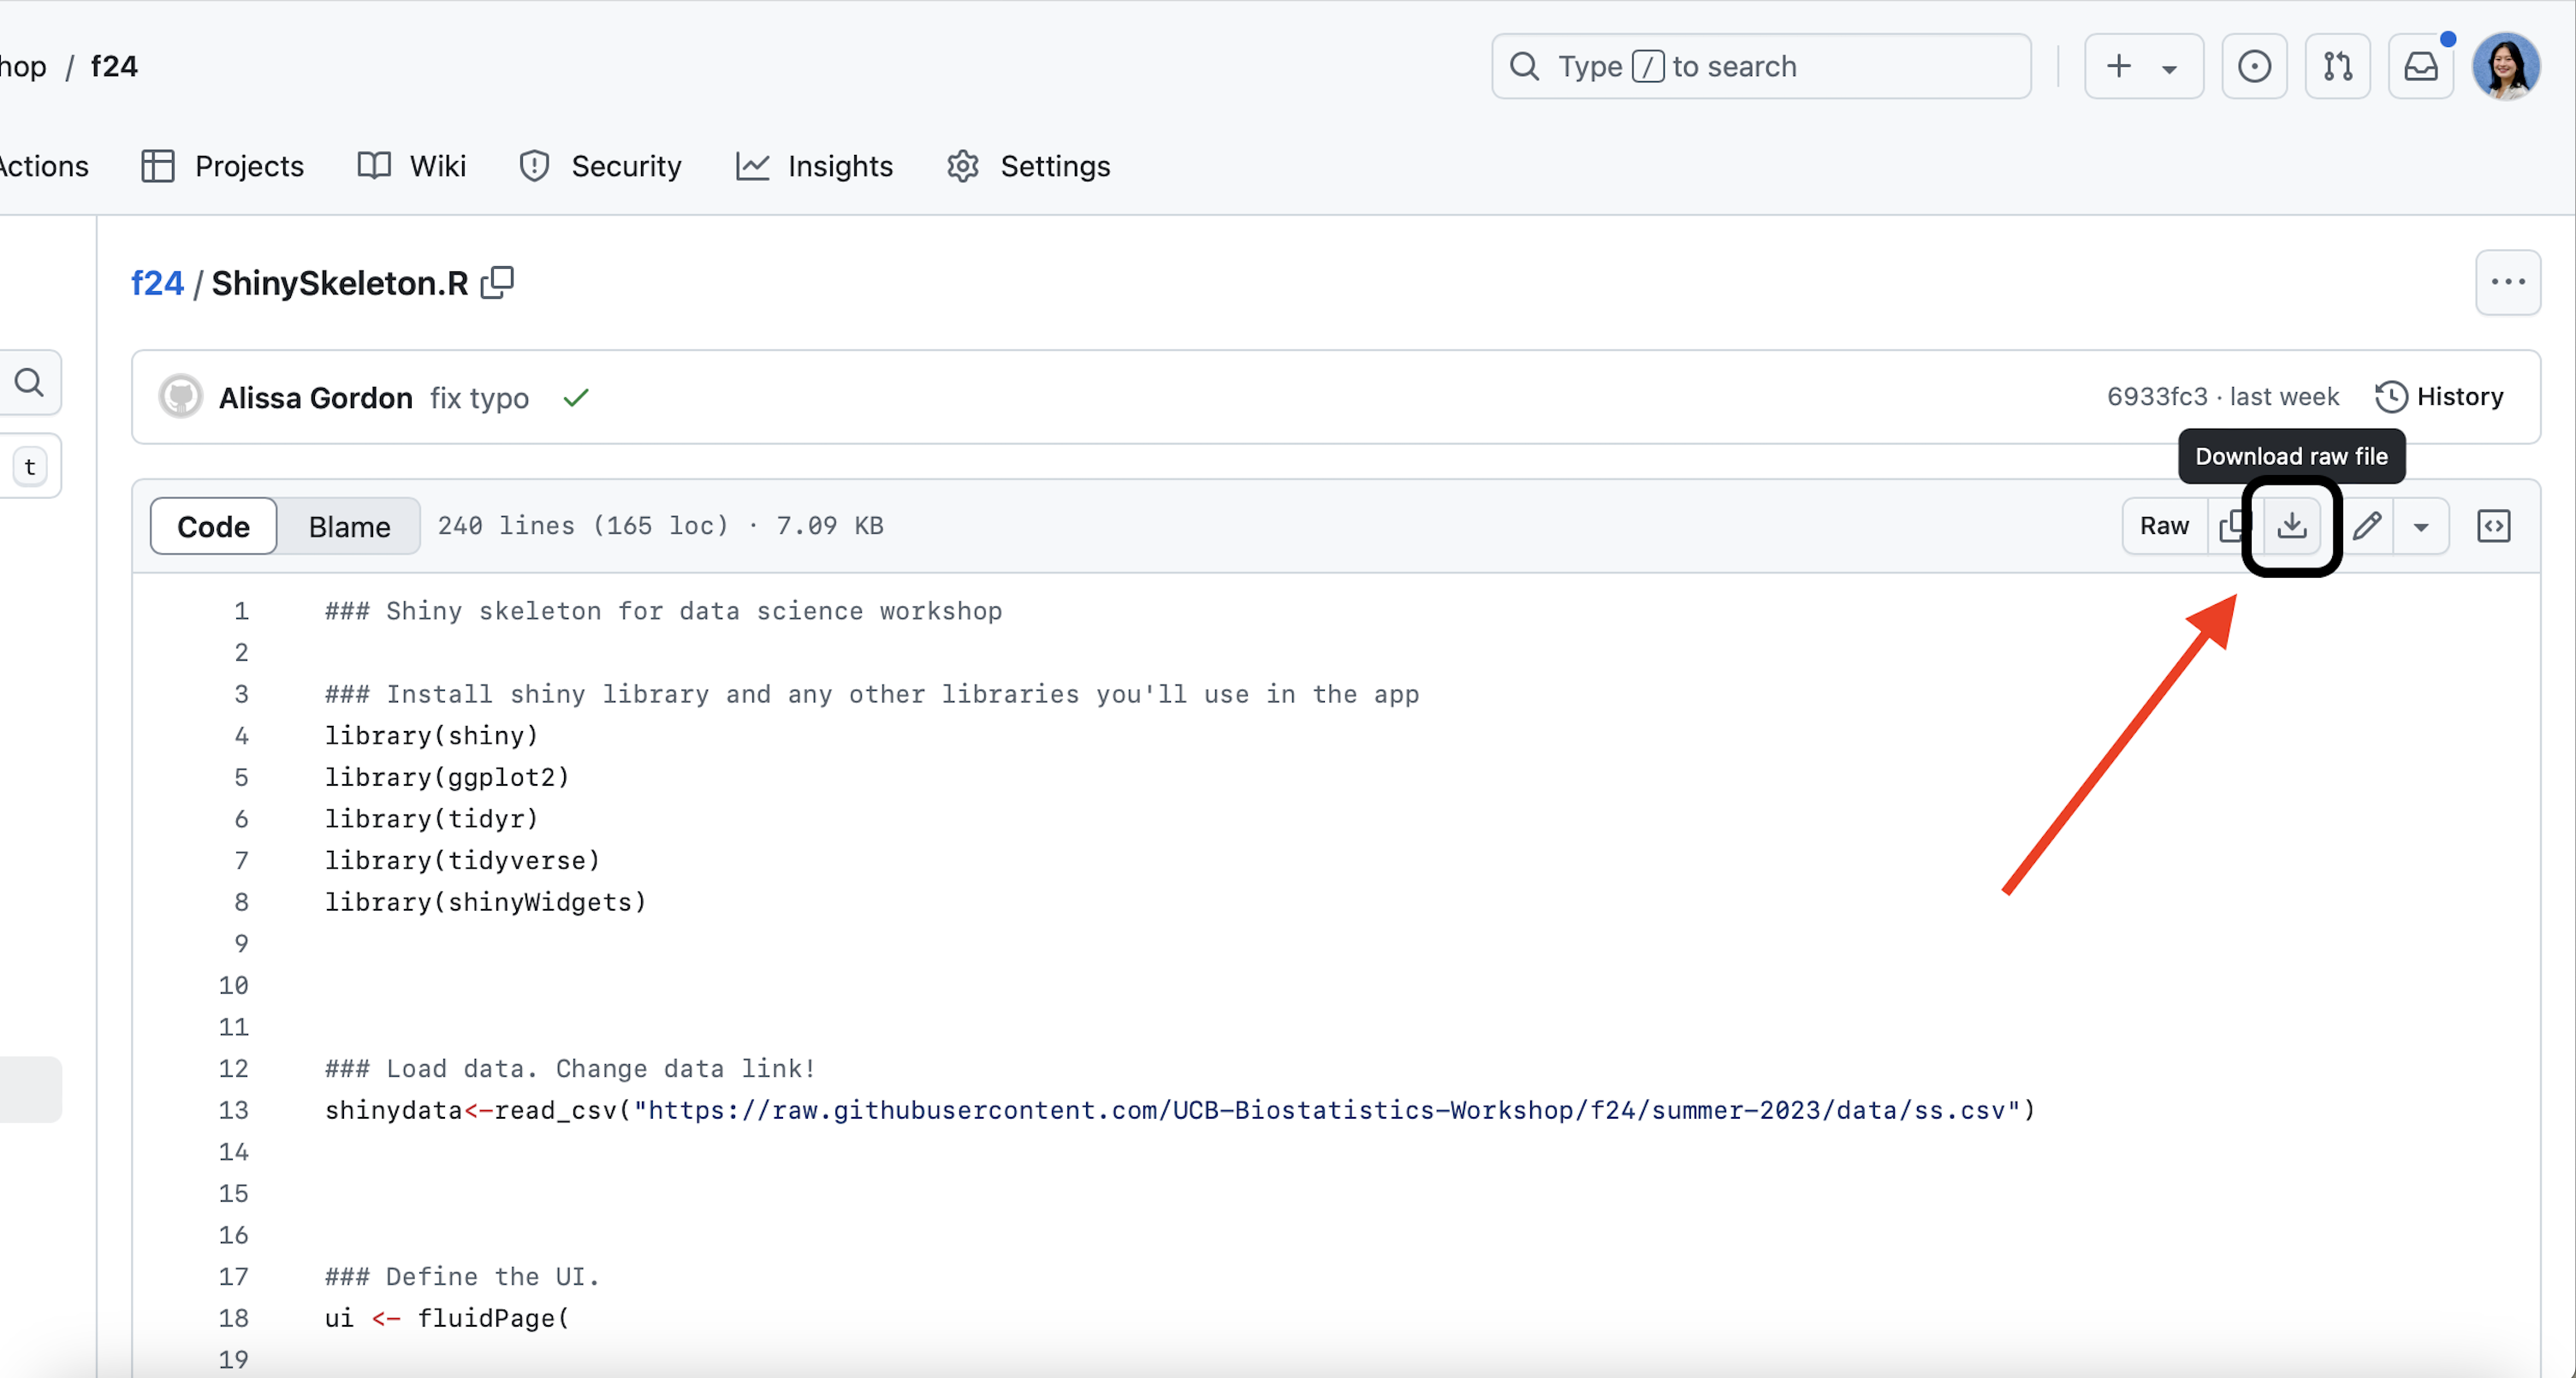 hop / f24
Type / to search
Actions Projects Wiki Security Insights Settings
f24 / ShinySkeleton.R
Alissa Gordon fix typo
6933fc3 · last week History
t
Download raw file
Code Blame 240 lines (165 loc) · 7.09 KB
Raw
1 ### Shiny skeleton for data science workshop
2
3 ### Install shiny library and any other libraries you'll use in the app
4 library(shiny)
5 library(ggplot2)
6 library(tidyr)
7 library(tidyverse)
8 library(shinyWidgets)
9
10
11
12 ### Load data. Change data link!
13 shinydata<-read_csv("https://raw.githubusercontent.com/UCB-Biostatistics-Workshop/f24/summer-2023/data/ss.csv")
14
15
16
17 ### Define the UI.
18 ui <- fluidPage(
19